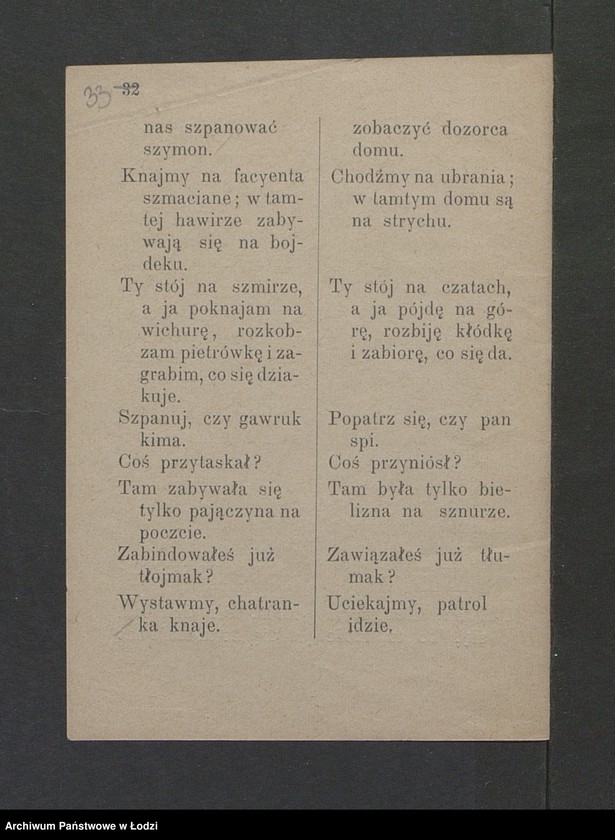 33 32
nas szpanować
szymon.
Knajmy na facyenta
szmaciane; w tam-
tej hawirze zaby-
wają się na boj-
deku.
Ty stój na szmirze,
a ja poknajam na
wichurę, rozkob-
zam pietrówkę i za-
grabim, co się dzia-
kuje.
Szpanuj, czy gawruk
kima.
Coś przytaskał?
Tam zabywała się
tylko pajączyna na
poczcie.
Zabindowałeś już
tłojmak?
Wystawmy, chatran-
ka knaje.
zobaczyć dozorca
domu.
Chodźmy na ubrania;
w tamtym domu są
na strychu.
Ty stój na czatach,
a ja pójdę na gó-
rę, rozbiję kłódkę
i zabiorę, co się da.
Popatrz się, czy pan
spi.
Coś przyniósł?
Tam była tylko bie-
lizna na sznurze.
Zawiązałeś już tłu-
mak?
Uciekajmy, patrol
idzie.
Archiwum Państwowe w Łodzi